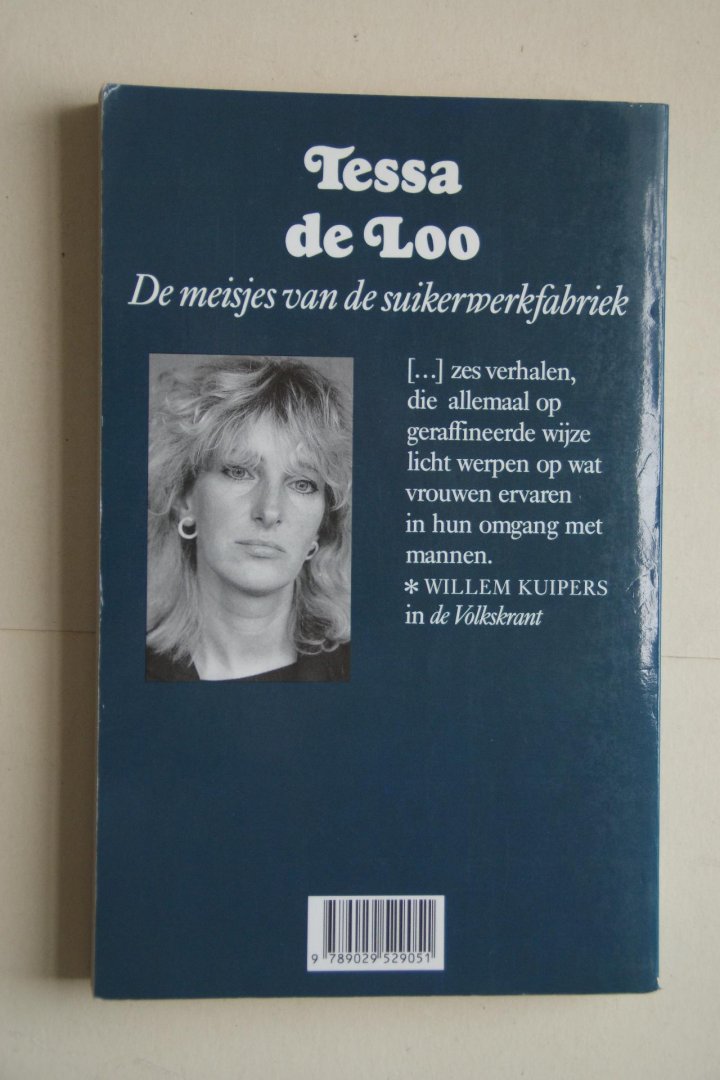 Tessa
de Loo
De meisjes van de suikerwerkfabriek
[...] zes verhalen,
die allemaal op
geraffineerde wijze
licht werpen op wat
vrouwen ervaren
in hun omgang met
mannen.
* WILLEM KUIPERS
in de Volkskrant
9 789029 529051